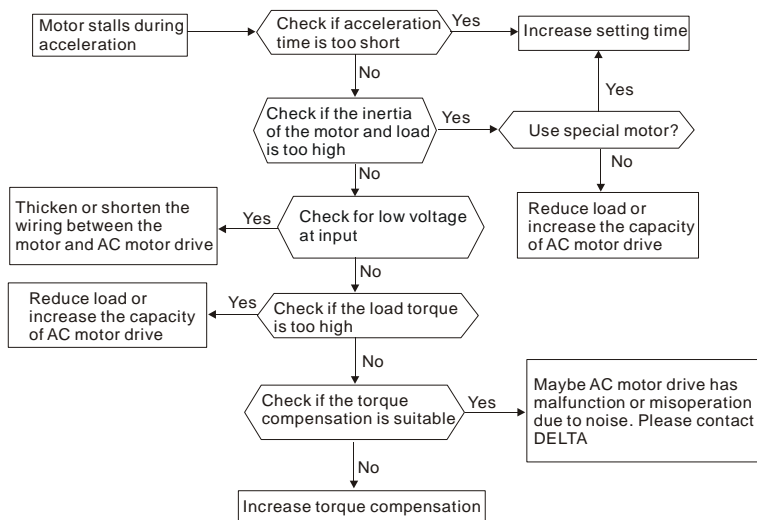 Motor stalls during
acceleration
Check if acceleration
time is too short
Yes
Increase setting time
No
Yes
Check if the inertia
of the motor and load
is too high
Yes
Use special motor?
No
No
Thicken or shorten the
wiring between the
motor and AC motor drive
Yes
Check for low voltage
at input
Reduce load or
increase the capacity
of AC motor drive
No
Reduce load or
increase the capacity
of AC motor drive
Yes
Check if the load torque
is too high
No
Check if the torque
compensation is suitable
Yes
Maybe AC motor drive has
malfunction or misoperation
due to noise. Please contact
DELTA
No
Increase torque compensation